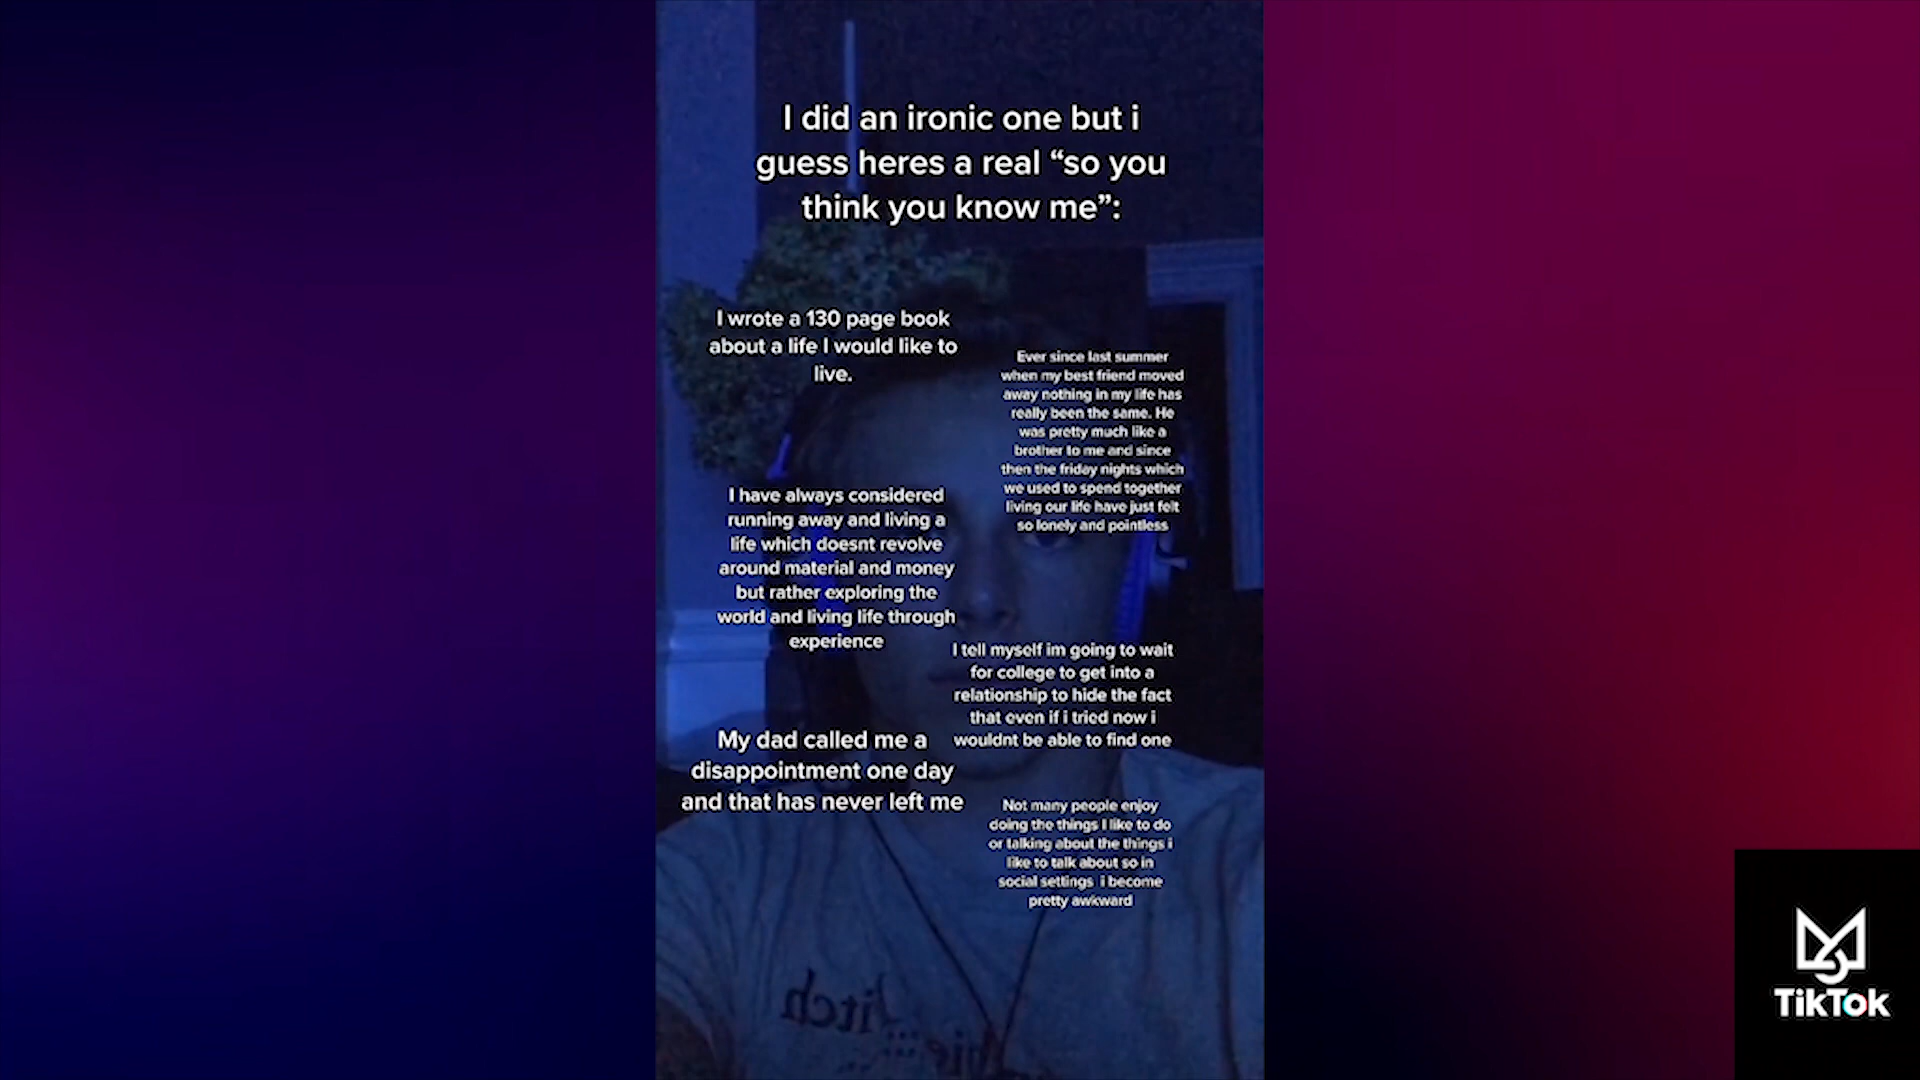 I did an ironic one but i
guess heres a real “so you
think you know me”:
I wrote a 130 page book
about a life I would like to
live.
Ever since last summer
when my best friend moved
away nothing in my life has
really been the same. He
was pretty much like a
brother to me and since
then the friday nights which
we used to spend together
living our life have just felt
so lonely and pointless
I have always considered
running away and living a
life which doesnt revolve
around material and money
but rather exploring the
world and living life through
experience
I tell myself im going to wait
for college to get into a
relationship to hide the fact
that even if i tried now i
wouldnt be able to find one
My dad called me a
disappointment one day
and that has never left me
Not many people enjoy
doing the things I like to do
or talking about the things i
like to talk about so in
social settings i become
pretty awkward
TikTok